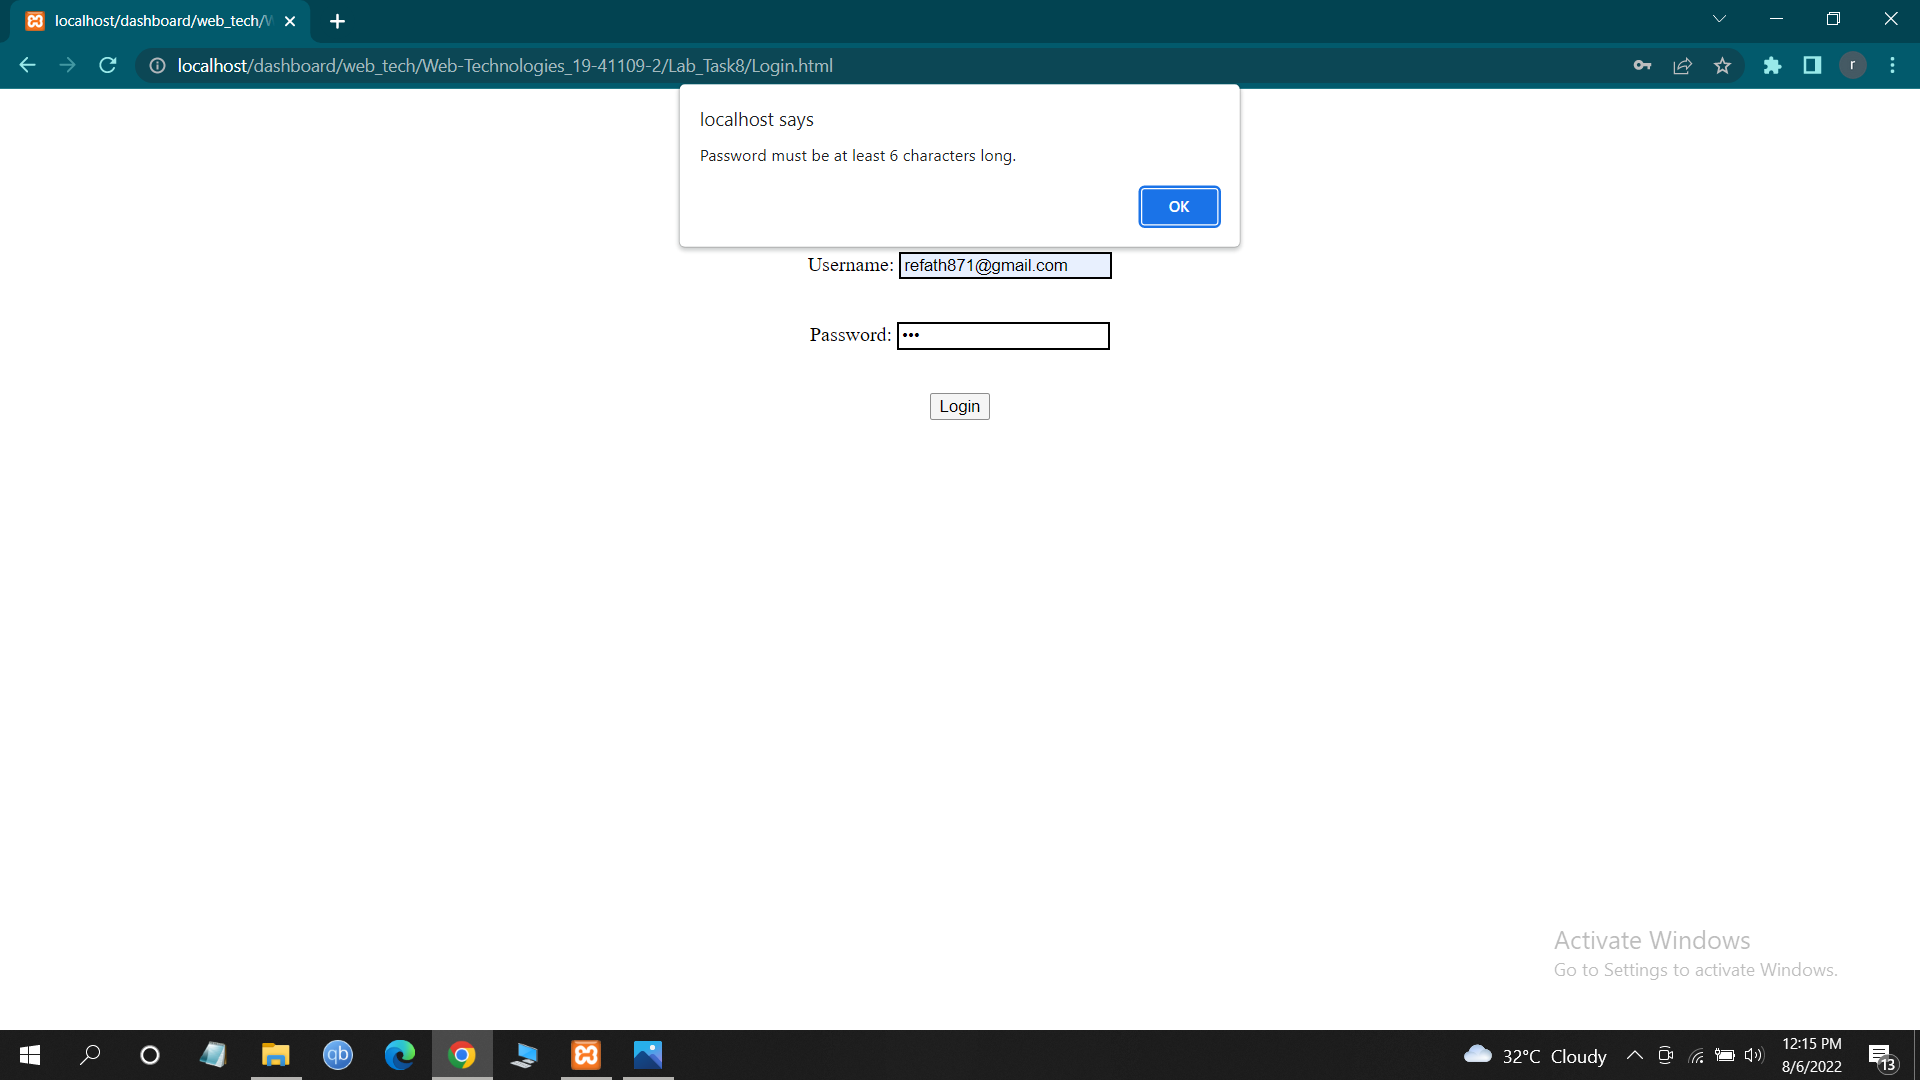 localhost/dashboard/web_tech/W
localhost/dashboard/web_tech/Web-Technologies_19-41109-2/Lab_Task8/Login.html
r
localhost says
Password must be at least 6 characters long.
OK
Username: refath871@gmail.com
Password: •••
Login
Activate Windows
Go to Settings to activate Windows.
qb
32°C Cloudy
12:15 PM
8/6/2022
13